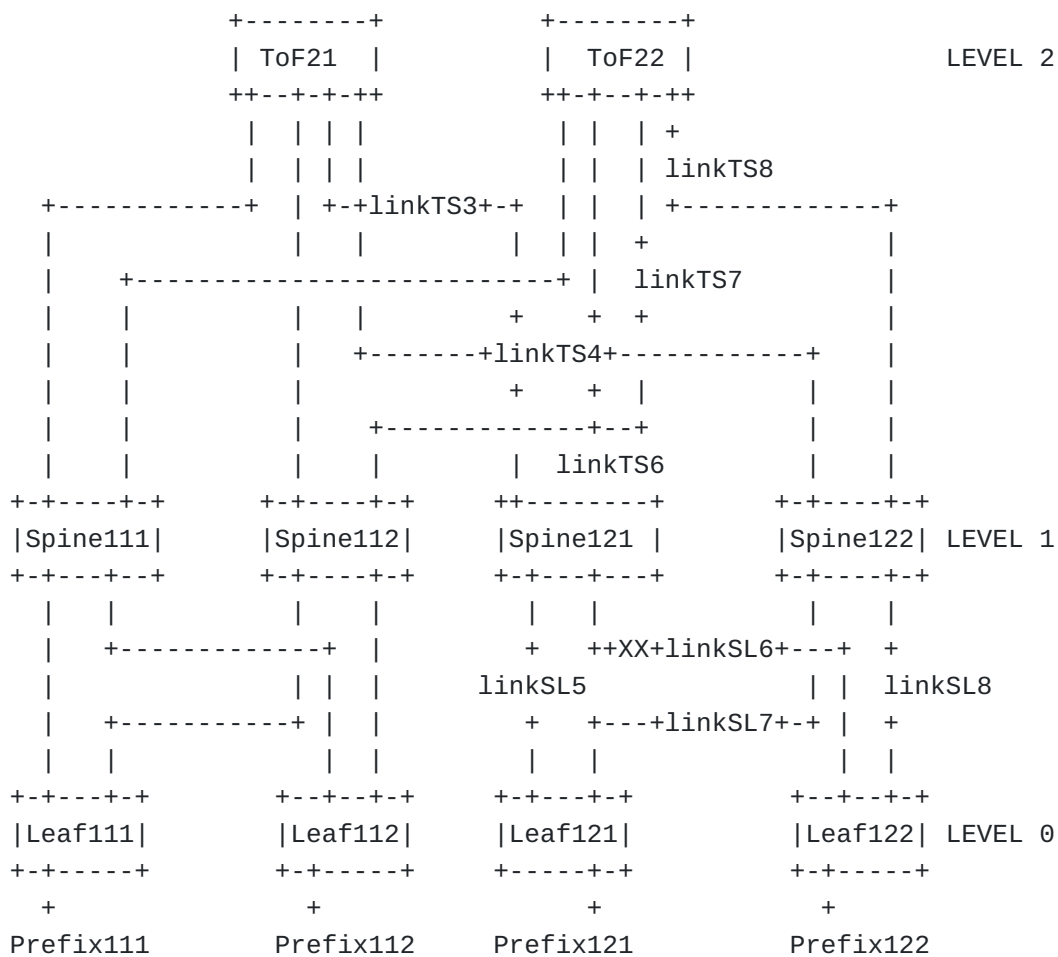 ToF21 ToF22 LEVEL 2
linkTS8
linkTS3
linkTS7
linkTS4
linkTS6
Spine111 Spine112 Spine121 Spine122 LEVEL 1
XX linkSL6
linkSL5 linkSL8
linkSL7
Leaf111 Leaf112 Leaf121 Leaf122 LEVEL 0
Prefix111 Prefix112 Prefix121 Prefix122